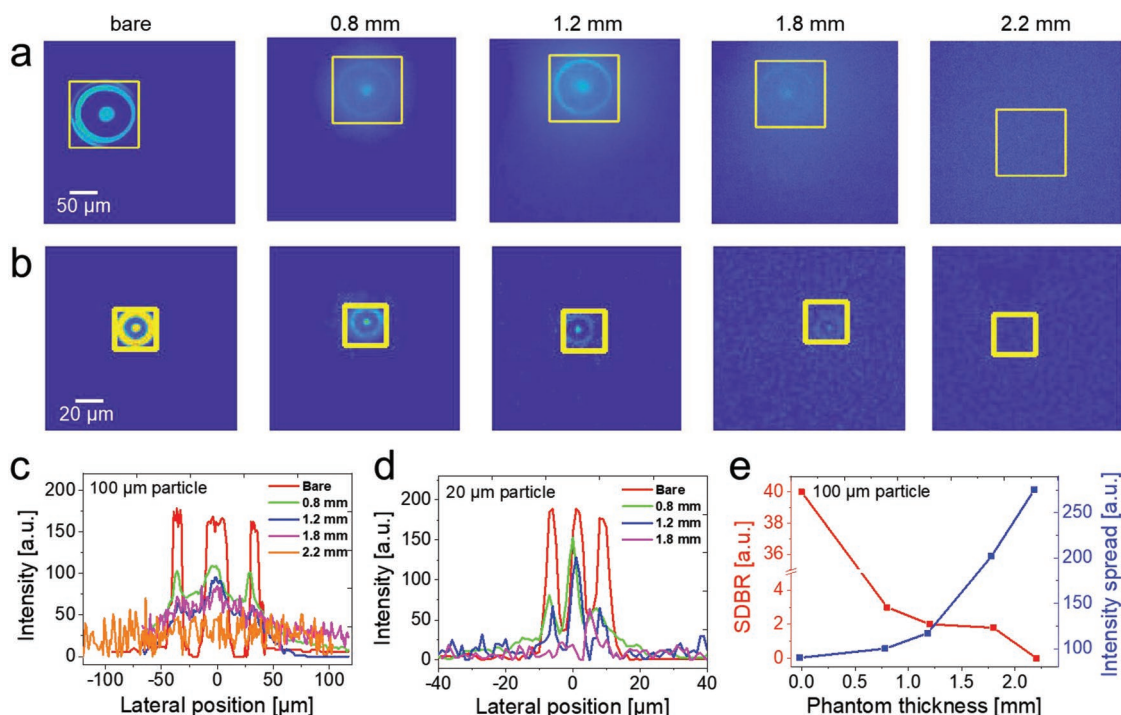 bare 0.8 mm 1.2 mm 1.8 mm 2.2 mm
a
50 µm
b
20 µm
c
100 µm particle
Bare
0.8 mm
1.2 mm
1.8 mm
2.2 mm
200
150
100
50
0
Intensity [a.u.]
-100 -50 0 50 100
Lateral position [µm]
d
20 µm particle
Bare
0.8 mm
1.2 mm
1.8 mm
200
150
100
50
0
Intensity [a.u.]
-40 -20 0 20 40
Lateral position [µm]
e
100 µm particle
40
36
4
2
0
SDBR [a.u.]
250
200
150
100
Intensity spread [a.u.]
0.0 0.5 1.0 1.5 2.0
Phantom thickness [mm]